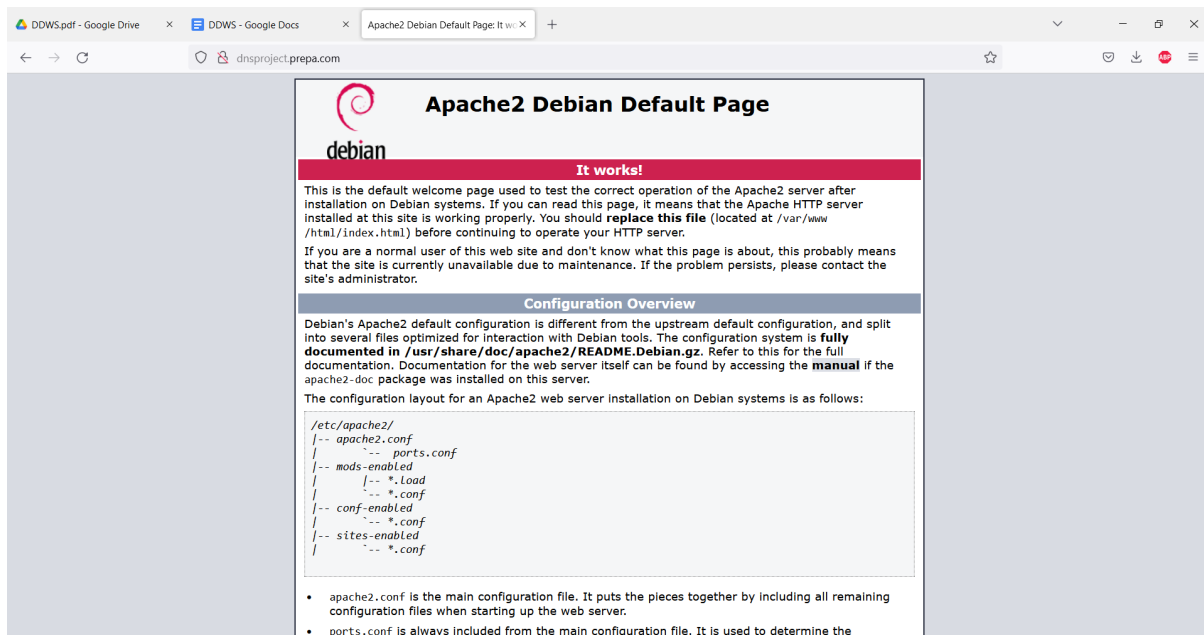 DDWS.pdf - Google Drive
DDWS - Google Docs
Apache2 Debian Default Page: It wo
dnsproject.prepa.com
ABP
debian
Apache2 Debian Default Page
It works!
This is the default welcome page used to test the correct operation of the Apache2 server after
installation on Debian systems. If you can read this page, it means that the Apache HTTP server
installed at this site is working properly. You should replace this file (located at /var/www
/html/index.html) before continuing to operate your HTTP server.
If you are a normal user of this web site and don't know what this page is about, this probably means
that the site is currently unavailable due to maintenance. If the problem persists, please contact the
site's administrator.
Configuration Overview
Debian's Apache2 default configuration is different from the upstream default configuration, and split
into several files optimized for interaction with Debian tools. The configuration system is fully
documented in /usr/share/doc/apache2/README.Debian.gz. Refer to this for the full
documentation. Documentation for the web server itself can be found by accessing the manual if the
apache2-doc package was installed on this server.
The configuration layout for an Apache2 web server installation on Debian systems is as follows:
/etc/apache2/
|-- apache2.conf
|       `--  ports.conf
|-- mods-enabled
|       |-- *.load
|       `-- *.conf
|-- conf-enabled
|       `-- *.conf
|-- sites-enabled
|       `-- *.conf
• apache2.conf is the main configuration file. It puts the pieces together by including all remaining
configuration files when starting up the web server.
• ports.conf is always included from the main configuration file. It is used to determine the